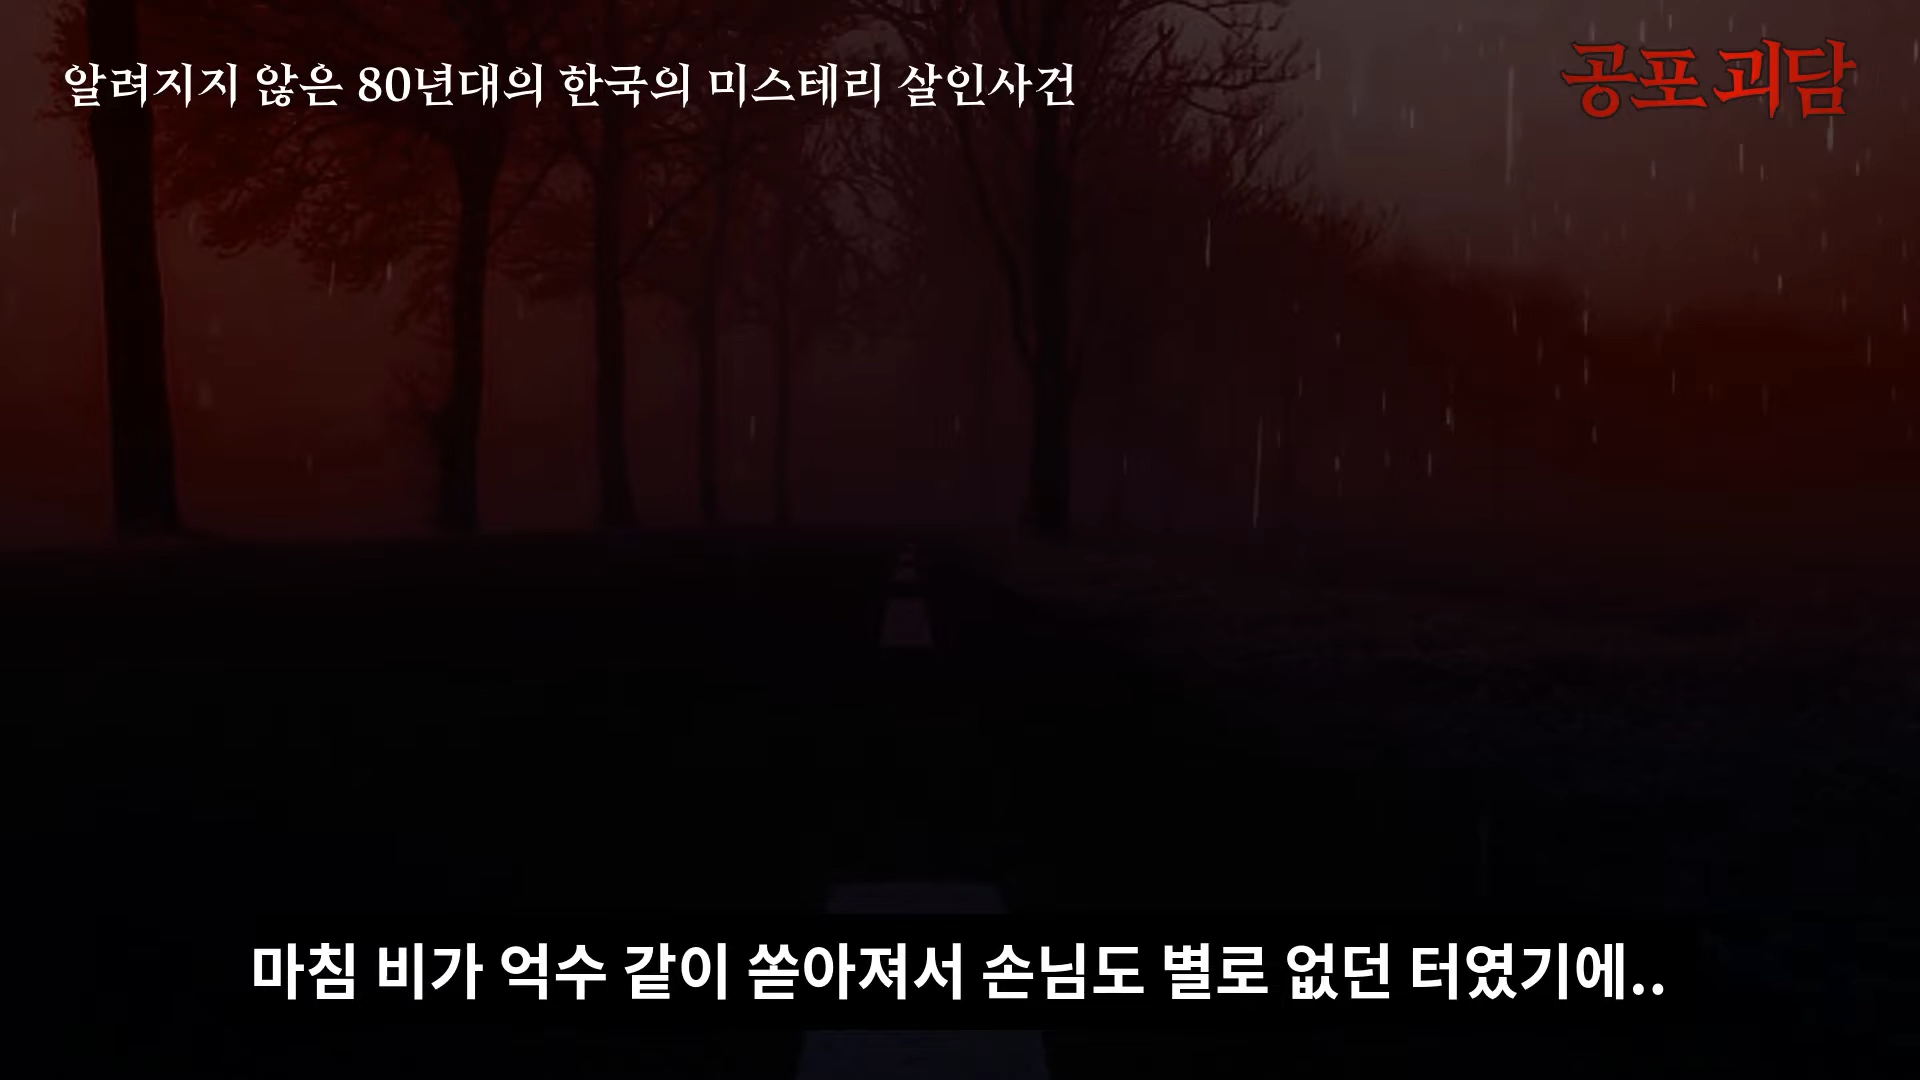 알려지지 않은 80년대의 한국의 미스테리 살인사건
공포 괴담
마침 비가 억수 같이 쏟아져서 손님도 별로 없던 터였기에..